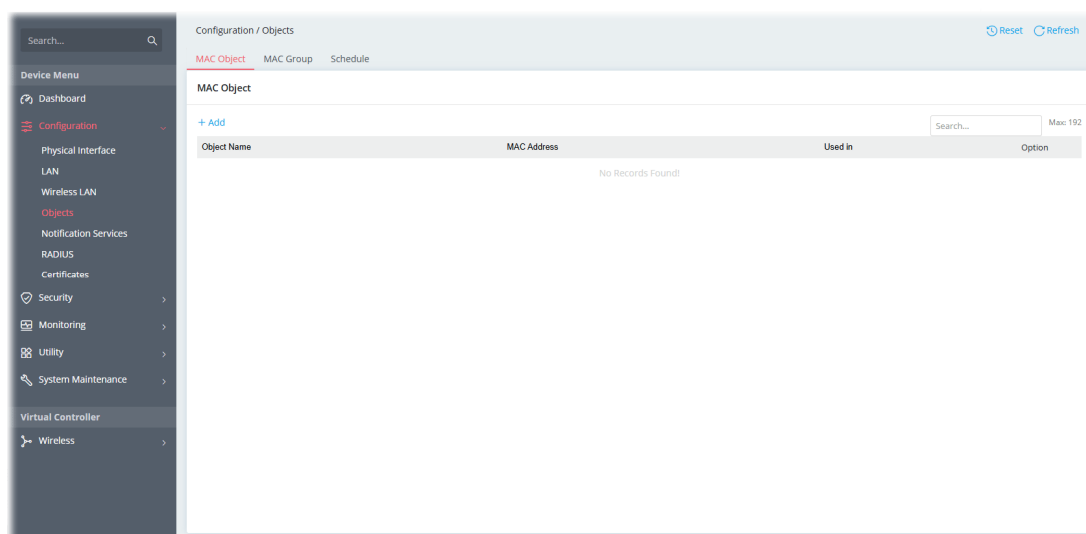 Search...
Device Menu
Dashboard
Configuration
Physical Interface
LAN
Wireless LAN
Objects
Notification Services
RADIUS
Certificates
Security
Monitoring
Utility
System Maintenance
Virtual Controller
Wireless
Configuration / Objects Reset Refresh
MAC Object MAC Group Schedule
MAC Object
+ Add Search... Max: 192
Object Name MAC Address Used in Option
No Records Found!